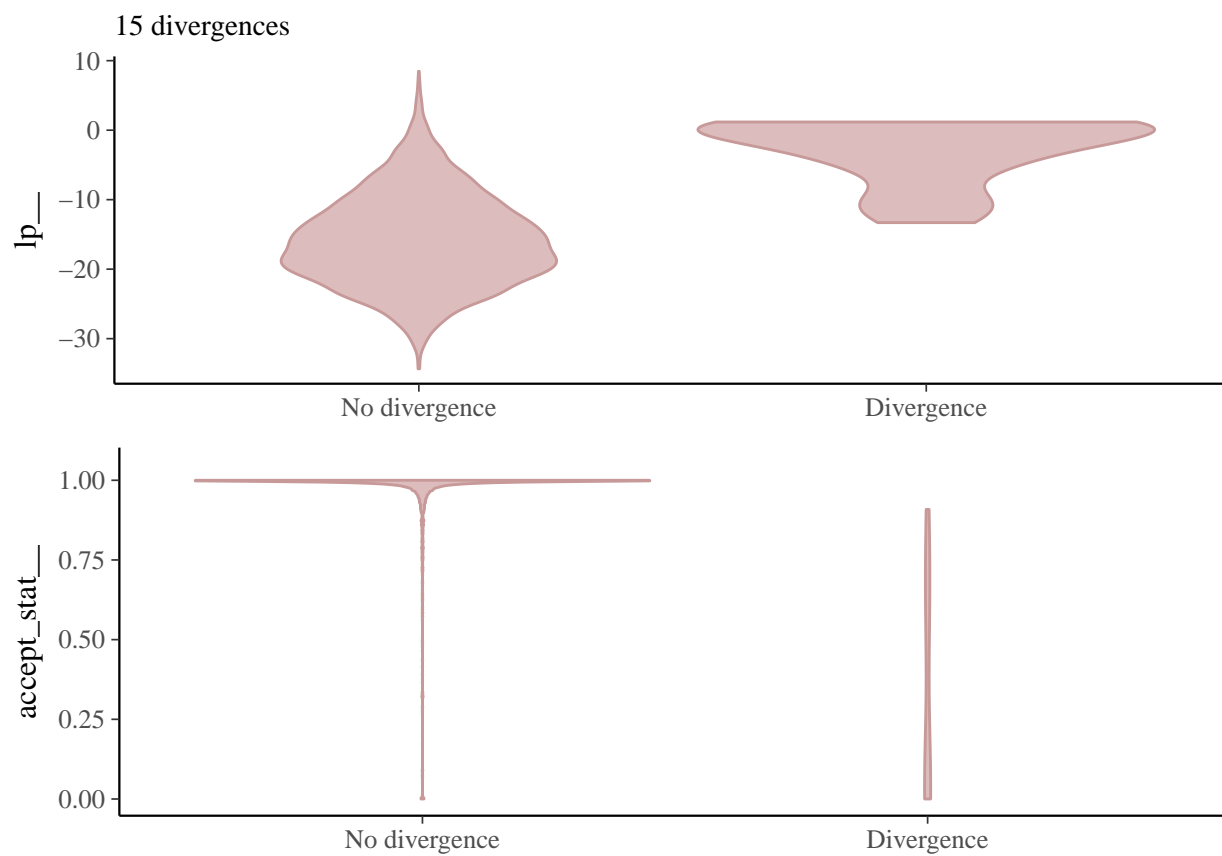 15 divergences
10
0
−10
−20
−30
lp__
No divergence
Divergence
1.00
0.75
0.50
0.25
0.00
accept_stat__
No divergence
Divergence